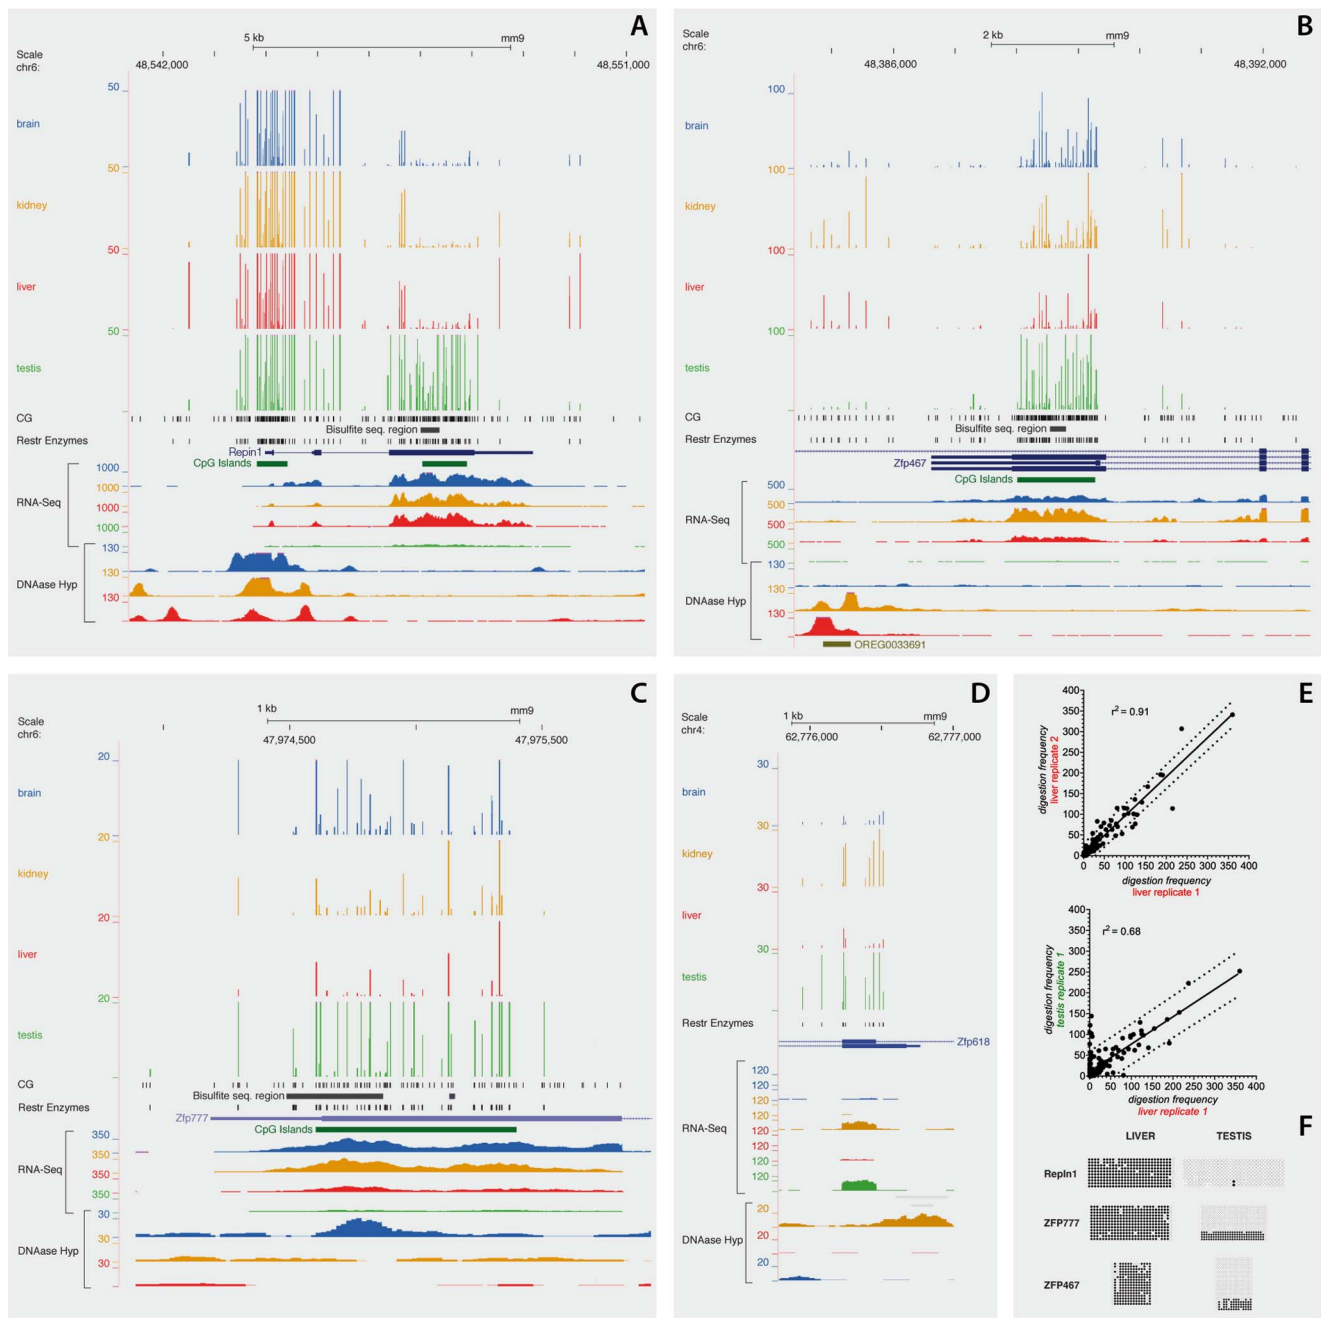 A
5 kb
mm9
Scale
chr6:
48,542,000
48,551,000
50
brain
50
kidney
50
liver
50
testis
CG
Bisulfite seq. region
Restr Enzymes
Repin1
CpG Islands
1000
1000
RNA-Seq
1000
130
130
DNAase Hyp
130
B
2 kb
mm9
Scale
chr6:
48,386,000
48,392,000
100
brain
100
kidney
100
liver
100
testis
CG
Bisulfite seq. region
Restr Enzymes
Zfp467
CpG Islands
500
500
RNA-Seq
500
500
130
130
DNAase Hyp
130
OREG0033691
C
1 kb
mm9
Scale
chr6:
47,974,500
47,975,500
20
brain
20
kidney
20
liver
20
testis
CG
Bisulfite seq. region
Restr Enzymes
Zfp777
CpG Islands
350
350
RNA-Seq
350
350
30
30
DNAase Hyp
30
D
1 kb
mm9
Scale
chr4:
62,776,000
62,777,000
30
brain
30
kidney
30
liver
30
testis
Restr Enzymes
Zfp618
120
120
120
120
RNA-Seq
120
120
120
120
20
20
DNAase Hyp
20
E
400
350
300
250
200
150
100
50
0
r2 = 0.91
digestion frequency
liver replicate 2
0 50 100 150 200 250 300 350 400
digestion frequency
liver replicate 1
400
350
300
250
200
150
100
50
0
r2 = 0.68
digestion frequency
testis replicate 1
0 50 100 150 200 250 300 350 400
digestion frequency
liver replicate 1
F
LIVER TESTIS
RepIn1
ZFP777
ZFP467